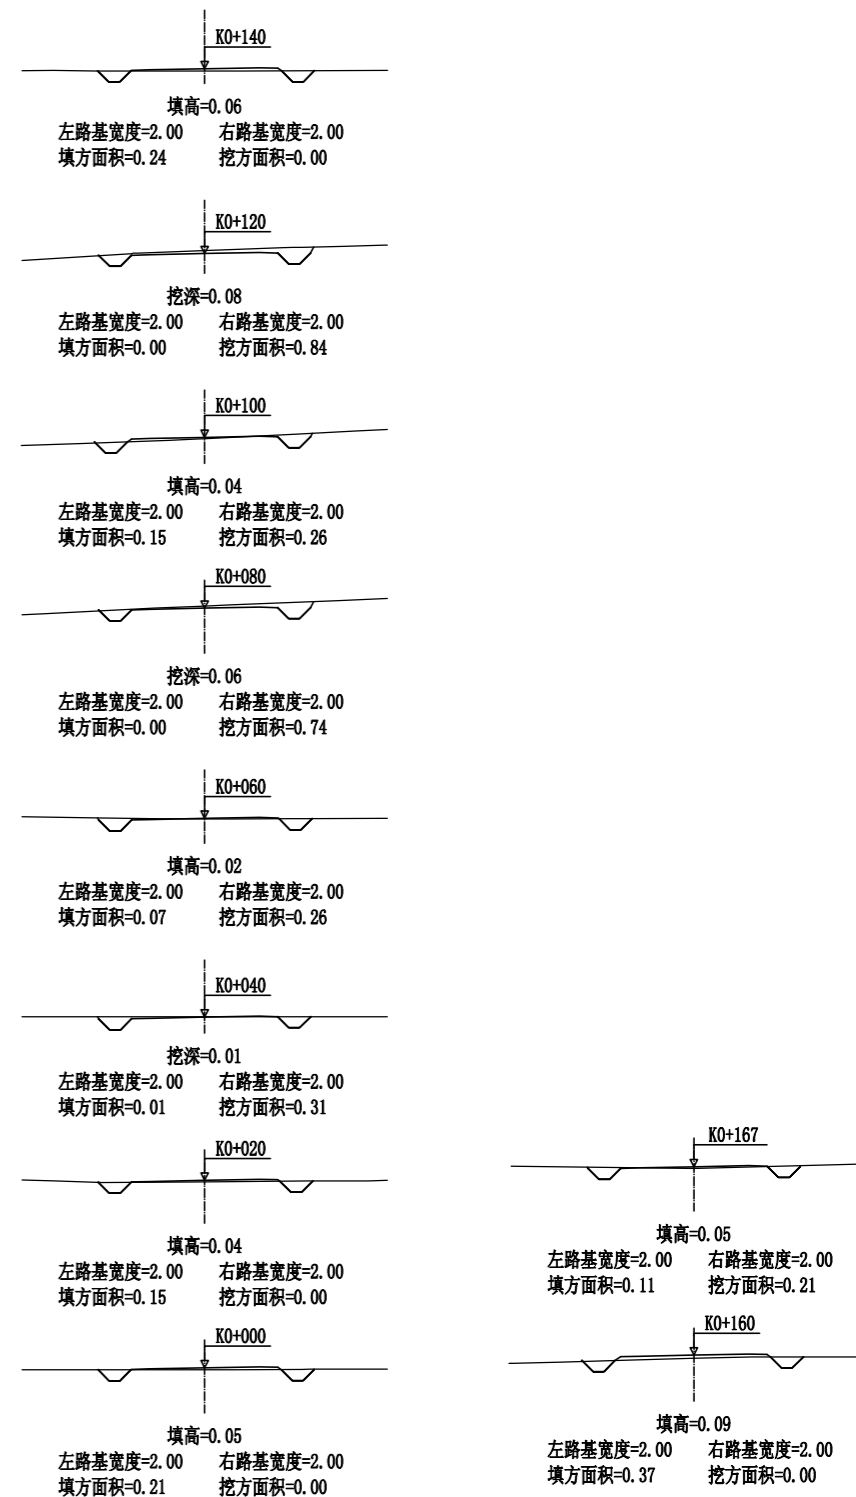 K0+140
填高=0.06
左路基宽度=2.00 右路基宽度=2.00
填方面积=0.24 挖方面积=0.00
K0+120
挖深=0.08
左路基宽度=2.00 右路基宽度=2.00
填方面积=0.00 挖方面积=0.84
K0+100
填高=0.04
左路基宽度=2.00 右路基宽度=2.00
填方面积=0.15 挖方面积=0.26
K0+080
挖深=0.06
左路基宽度=2.00 右路基宽度=2.00
填方面积=0.00 挖方面积=0.74
K0+060
填高=0.02
左路基宽度=2.00 右路基宽度=2.00
填方面积=0.07 挖方面积=0.26
K0+040
挖深=0.01
左路基宽度=2.00 右路基宽度=2.00
填方面积=0.01 挖方面积=0.31
K0+020
填高=0.04
左路基宽度=2.00 右路基宽度=2.00
填方面积=0.15 挖方面积=0.00
K0+000
填高=0.05
左路基宽度=2.00 右路基宽度=2.00
填方面积=0.21 挖方面积=0.00
K0+167
填高=0.05
左路基宽度=2.00 右路基宽度=2.00
填方面积=0.11 挖方面积=0.21
K0+160
填高=0.09
左路基宽度=2.00 右路基宽度=2.00
填方面积=0.37 挖方面积=0.00